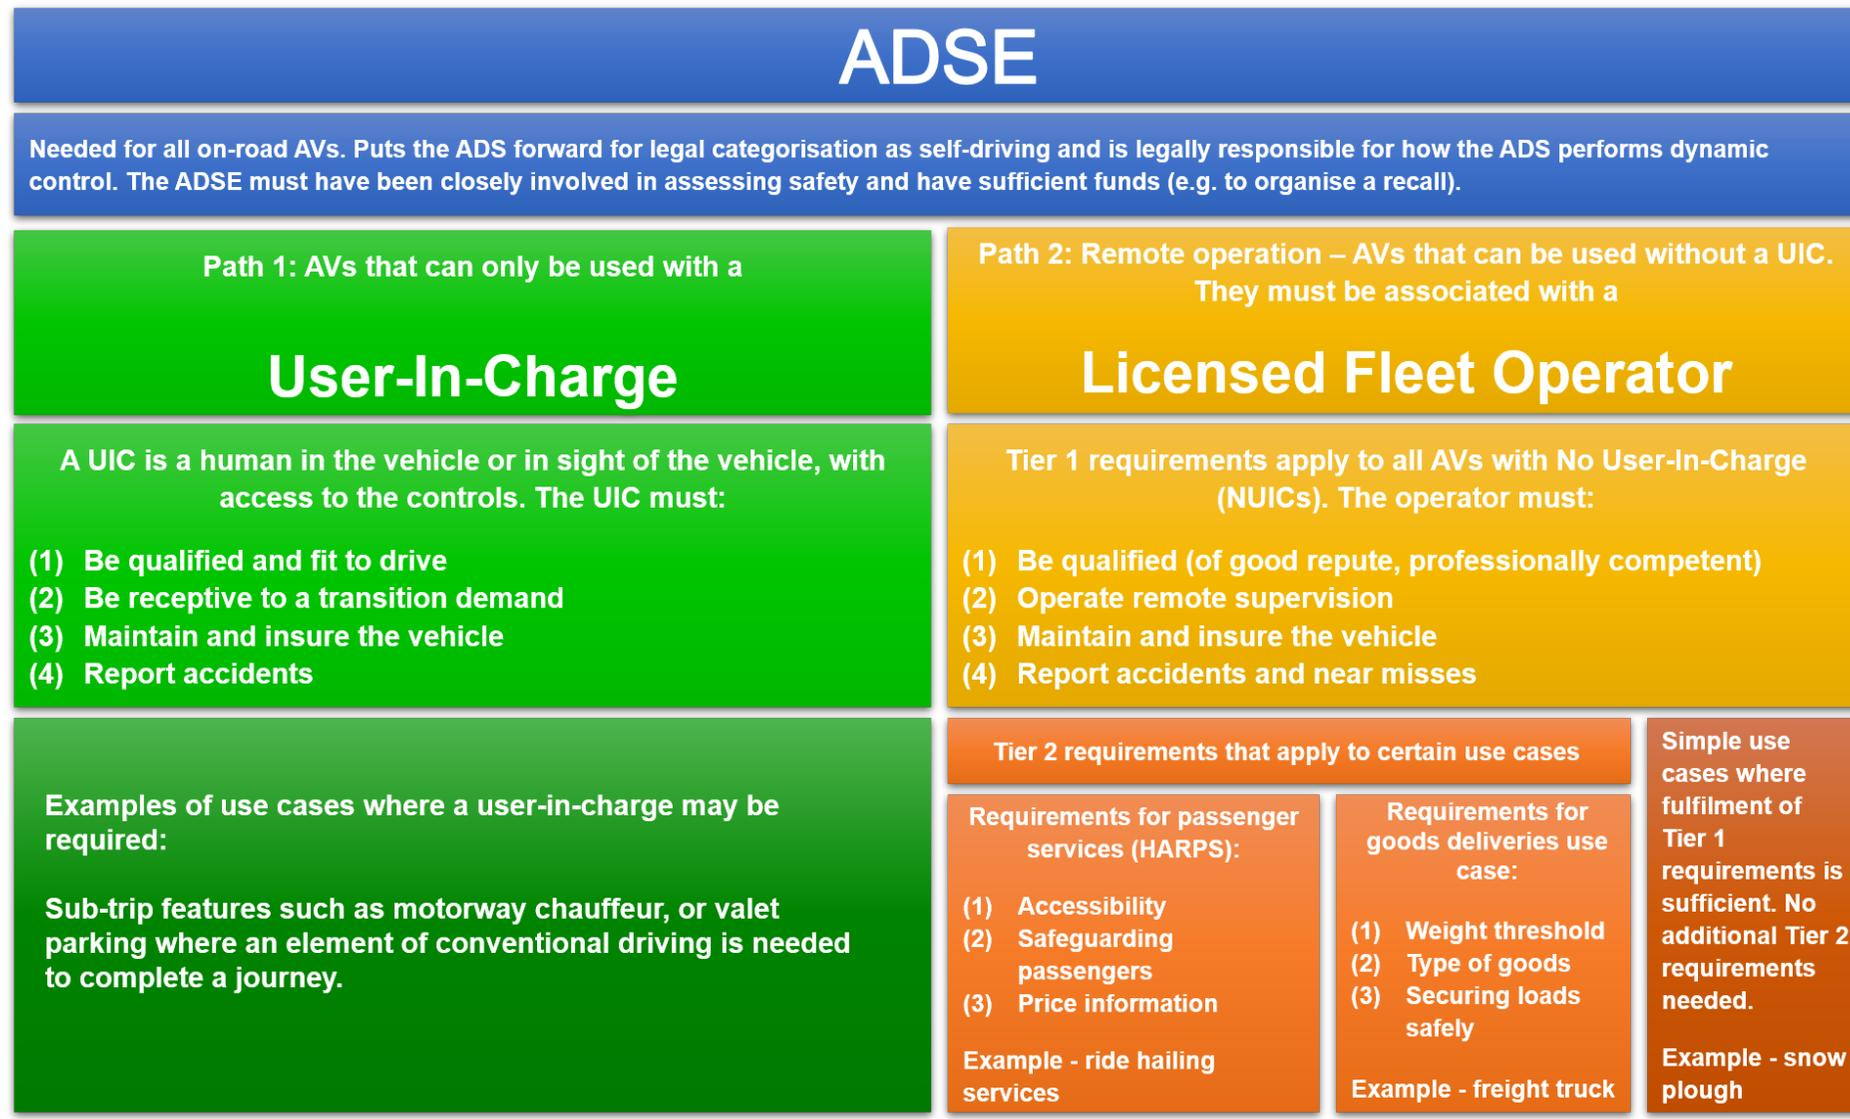 ADSE
Needed for all on-road AVs. Puts the ADS forward for legal categorisation as self-driving and is legally responsible for how the ADS performs dynamic
control. The ADSE must have been closely involved in assessing safety and have sufficient funds (e.g. to organise a recall).
Path 1: AVs that can only be used with a
User-In-Charge
A UIC is a human in the vehicle or in sight of the vehicle, with
access to the controls. The UIC must:
(1) Be qualified and fit to drive
(2) Be receptive to a transition demand
(3) Maintain and insure the vehicle
(4) Report accidents
Examples of use cases where a user-in-charge may be
required:
Sub-trip features such as motorway chauffeur, or valet
parking where an element of conventional driving is needed
to complete a journey.
Path 2: Remote operation – AVs that can be used without a UIC.
They must be associated with a
Licensed Fleet Operator
Tier 1 requirements apply to all AVs with No User-In-Charge
(NUICs). The operator must:
(1) Be qualified (of good repute, professionally competent)
(2) Operate remote supervision
(3) Maintain and insure the vehicle
(4) Report accidents and near misses
Tier 2 requirements that apply to certain use cases
Requirements for passenger
services (HARPS):
(1) Accessibility
(2) Safeguarding
passengers
(3) Price information
Example - ride hailing
services
Requirements for
goods deliveries use
case:
(1) Weight threshold
(2) Type of goods
(3) Securing loads
safely
Example - freight truck
Simple use
cases where
fulfilment of
Tier 1
requirements is
sufficient. No
additional Tier 2
requirements
needed.
Example - snow
plough